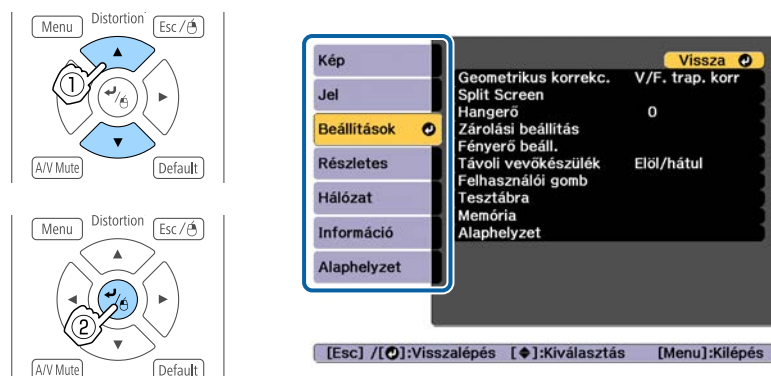 Menu
Distortion
Esc/
①
A/V Mute
Default
Menu
Distortion
Esc/
②
A/V Mute
Default
Kép
Jel
Beállítások
Részletes
Hálózat
Információ
Alaphelyzet
Vissza
Geometrikus korrekc. V/F. trap. korr
Split Screen
Hangerő 0
Zárolási beállítás
Fényerő beáll.
Távoli vevőkészülék Elöl/hátul
Felhasználói gomb
Tesztábra
Memória
Alaphelyzet
[Esc] /[ ]:Visszalépés [ ]:Kiválasztás [Menu]:Kilépés